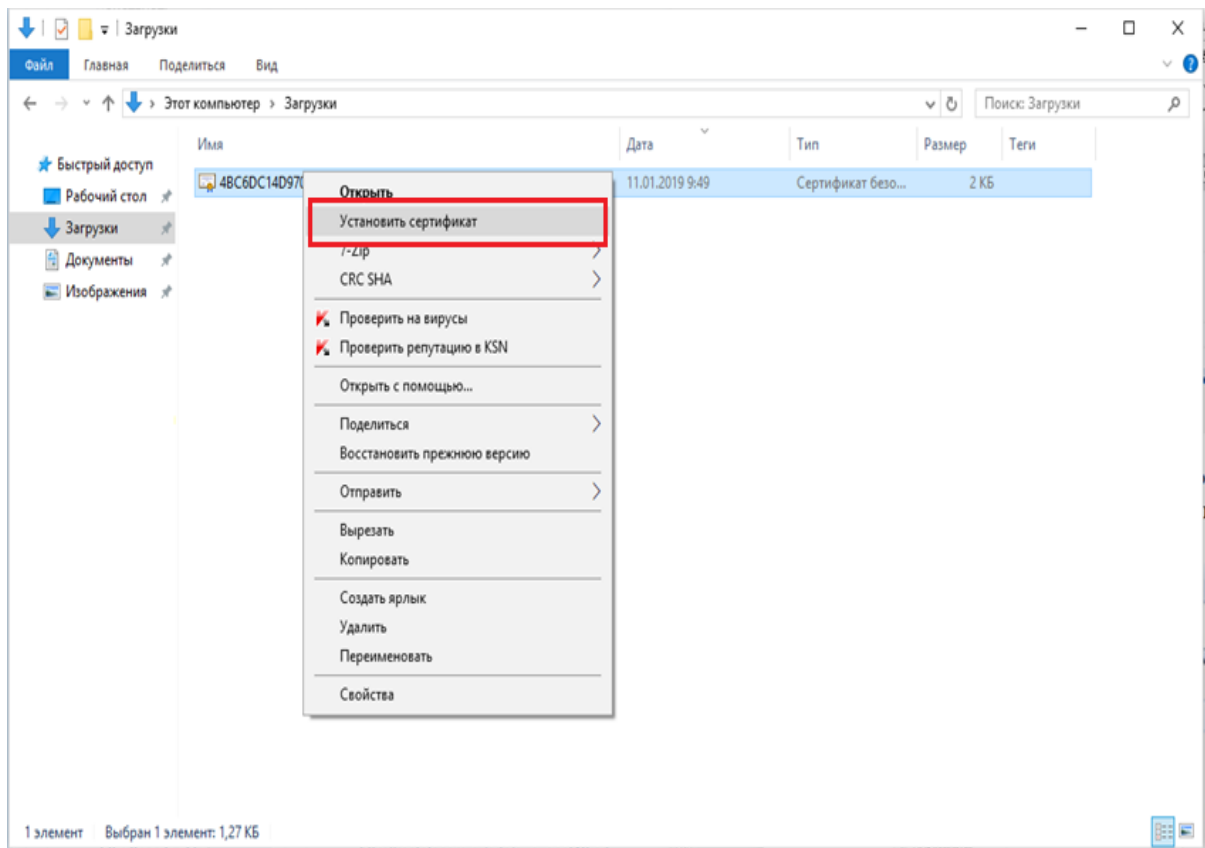 Загрузки
Файл Главная Поделиться Вид
Этот компьютер › Загрузки Поиск: Загрузки
Имя Дата Тип Размер Теги
Быстрый доступ
4BC6DC14D970 11.01.2019 9:49 Сертификат безо... 2 КБ
Рабочий стол
Загрузки
Документы
Изображения
Открыть
Установить сертификат
7-Zip
CRC SHA
Проверить на вирусы
Проверить репутацию в KSN
Открыть с помощью...
Поделиться
Восстановить прежнюю версию
Отправить
Вырезать
Копировать
Создать ярлык
Удалить
Переименовать
Свойства
1 элемент Выбран 1 элемент: 1,27 КБ